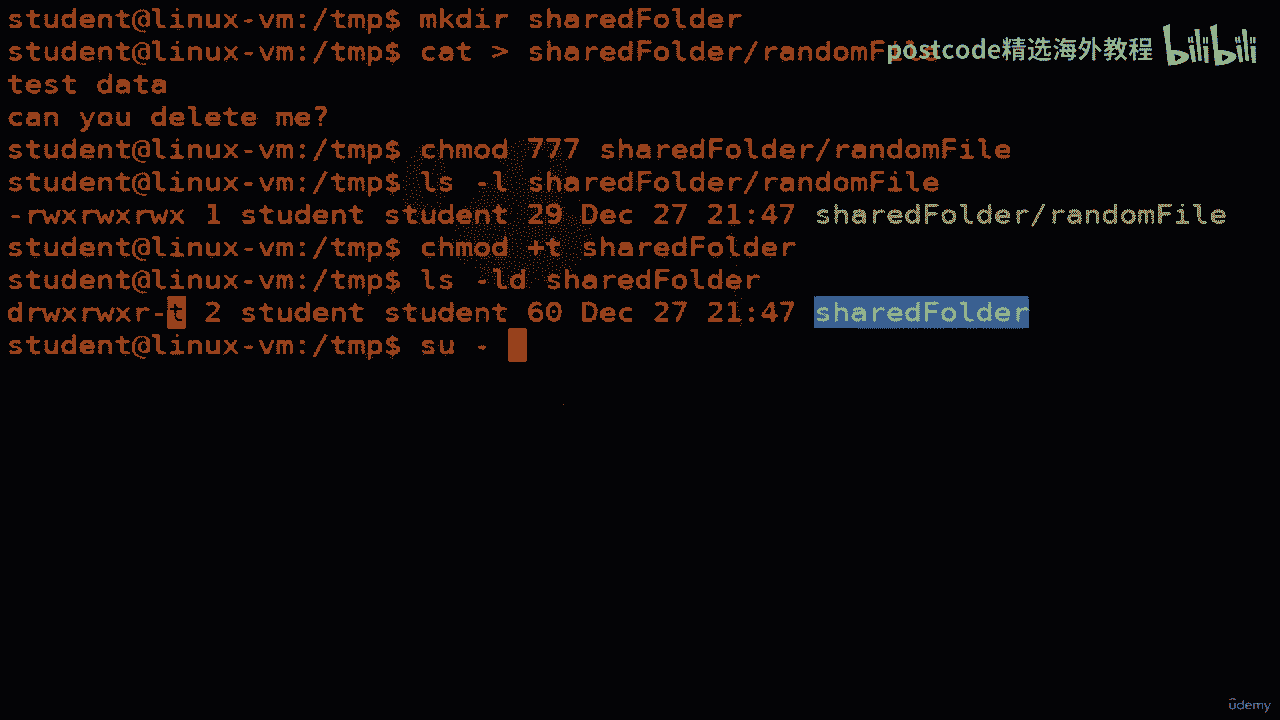 student@linux-vm:/tmp$ mkdir sharedFolder
student@linux-vm:/tmp$ cat > sharedFolder/randomFile
postcode精选海外教程 bilibili
test data
can you delete me?
student@linux-vm:/tmp$ chmod 777 sharedFolder/randomFile
student@linux-vm:/tmp$ ls -l sharedFolder/randomFile
-rwxrwxrwx 1 student student 29 Dec 27 21:47 sharedFolder/randomFile
student@linux-vm:/tmp$ chmod +t sharedFolder
student@linux-vm:/tmp$ ls -ld sharedFolder
drwxrwxr-t 2 student student 60 Dec 27 21:47 sharedFolder
student@linux-vm:/tmp$ su -
ûdemy